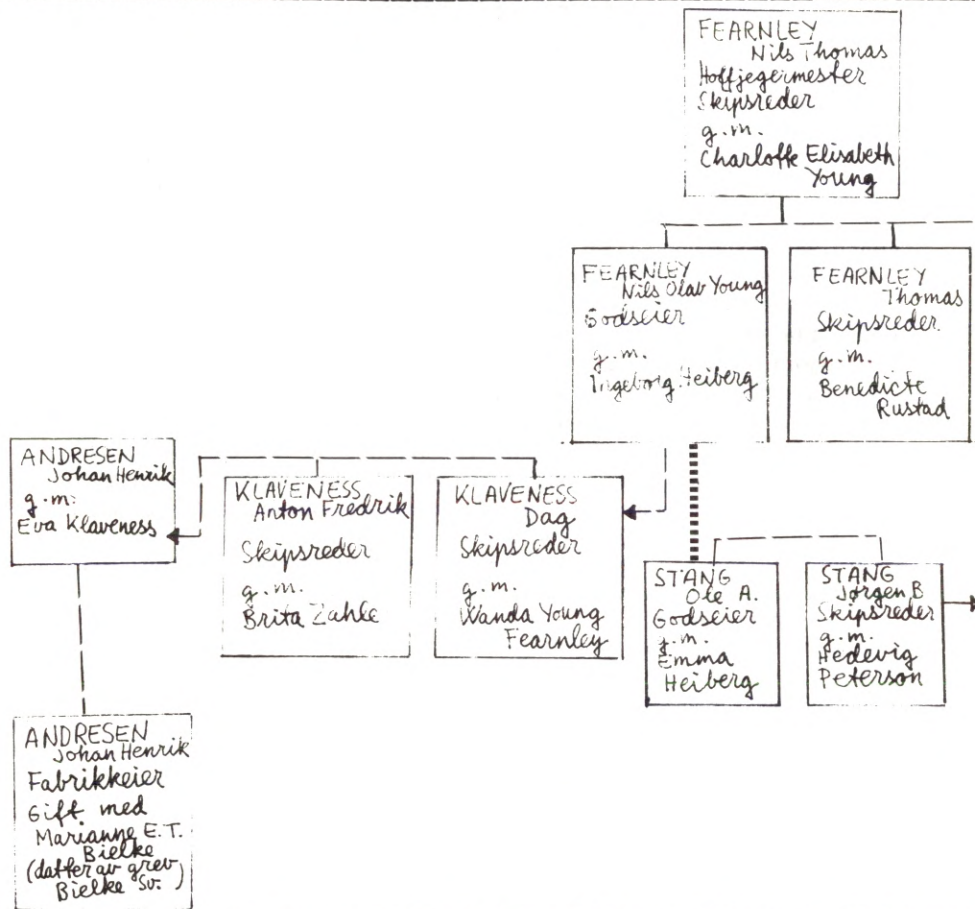 FEARNLEY
Nils Thomas
Hoffjegermester
Skipsreder
g.m.
Charlotte Elisabeth
Young
FEARNLEY
Nils Olav Young
Godseier
g.m.
Ingeborg Heiberg
FEARNLEY
Thomas
Skipsreder
g.m.
Benedicte
Rustad
ANDRESEN
Johan Henrik
g.m.
Eva Klaveness
KLAVENESS
Anton Fredrik
Skipsreder
g.m.
Brita Zahle
KLAVENESS
Dag
Skipsreder
g.m.
Wanda Young
Fearnley
STANG
Ole A.
Godseier
g.m.
Emma
Heiberg
STANG
Jørgen B
Skipsreder
g.m.
Hedevig
Peterson
ANDRESEN
Johan Henrik
Fabrikkeier
Gift med
Marianne E.T.
Bielke
(datter av grev
Bielke Sv.)